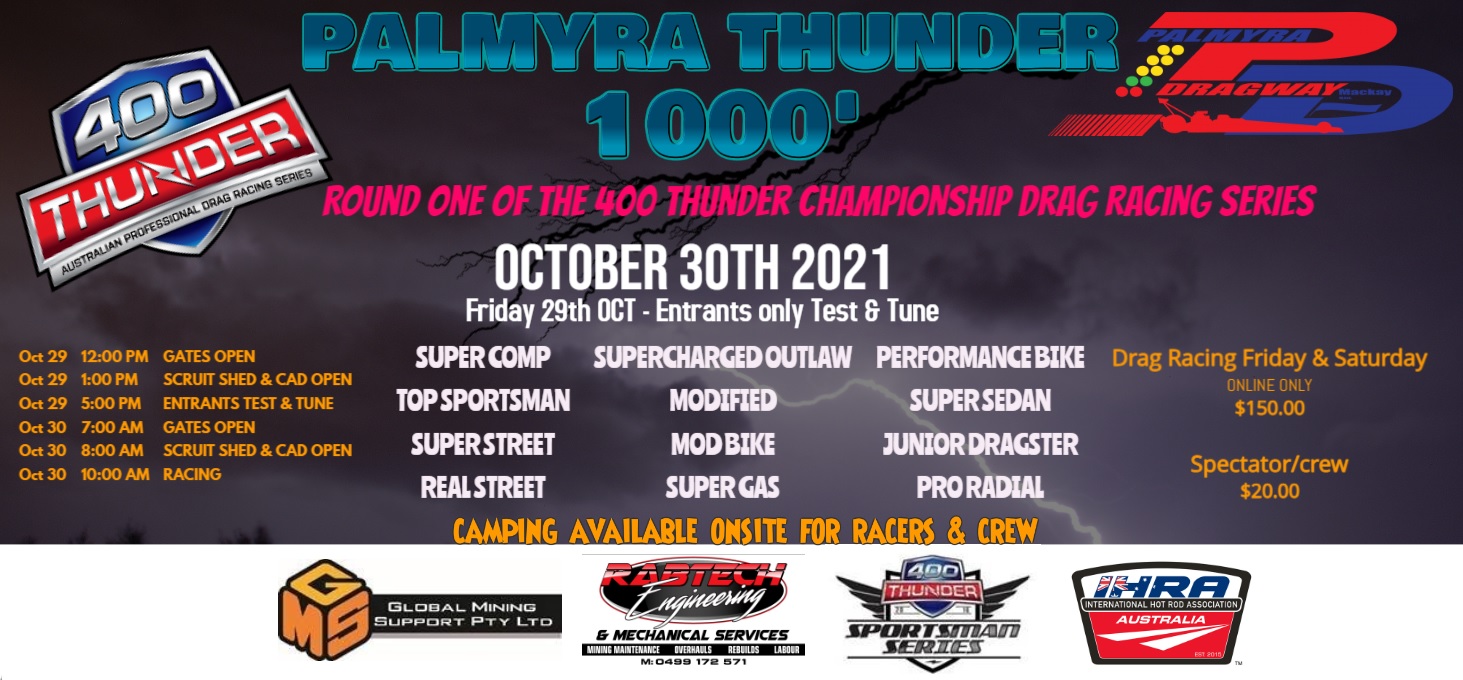 PALMYRA THUNDER
1000'
400
THUNDER
AUSTRALIAN PROFESSIONAL DRAG RACING SERIES
PALMYRA
DRAGWAY
Mackay
ROUND ONE OF THE 400 THUNDER CHAMPIONSHIP DRAG RACING SERIES
OCTOBER 30TH 2021
Friday 29th OCT - Entrants only Test & Tune
Oct 29 12:00 PM GATES OPEN
Oct 29 1:00 PM SCRUIT SHED & CAD OPEN
Oct 29 5:00 PM ENTRANTS TEST & TUNE
Oct 30 7:00 AM GATES OPEN
Oct 30 8:00 AM SCRUIT SHED & CAD OPEN
Oct 30 10:00 AM RACING
SUPER COMP SUPERCHARGED OUTLAW PERFORMANCE BIKE
TOP SPORTSMAN MODIFIED SUPER SEDAN
SUPER STREET MOD BIKE JUNIOR DRAGSTER
REAL STREET SUPER GAS PRO RADIAL
Drag Racing Friday & Saturday
ONLINE ONLY
$150.00
Spectator/crew
$20.00
CAMPING AVAILABLE ONSITE FOR RACERS & CREW
GMS
GLOBAL MINING
SUPPORT PTY LTD
RABTECH
Engineering
& MECHANICAL SERVICES
MINING MAINTENANCE OVERHAULS REBUILDS LABOUR
M: 0499 172 571
400
THUNDER
SPORTSMAN
SERIES
IHRA
INTERNATIONAL HOT ROD ASSOCIATION
AUSTRALIA
EST 2015
TM